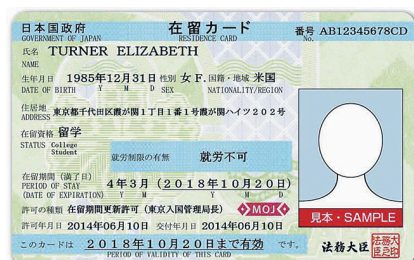 日本国政府 在留カード 番号 AB12345678CD
GOVERNMENT OF JAPAN RESIDENCE CARD No.
氏名 TURNER ELIZABETH
NAME
生年月日 1985年12月31日 性別 女 F. 国籍・地域 米国
DATE OF BIRTH Y M D SEX NATIONALITY/REGION
住居地 東京都千代田区霞が関1丁目1番1号霞が関ハイツ202号
ADDRESS
在留資格 留学
STATUS College Student
就労制限の有無 就労不可
在留期間(満了日) 4年3月(2018年10月20日)
PERIOD OF STAY
(DATE OF EXPIRATION) Y M Y M D
許可の種類 在留期間更新許可(東京入国管理局長) MOJ
許可年月日 2014年06月10日 交付年月日 2014年06月10日
見本・SAMPLE
このカードは 2018年10月20日まで有効 です。
PERIOD OF VALIDITY OF THIS CARD
法務大臣